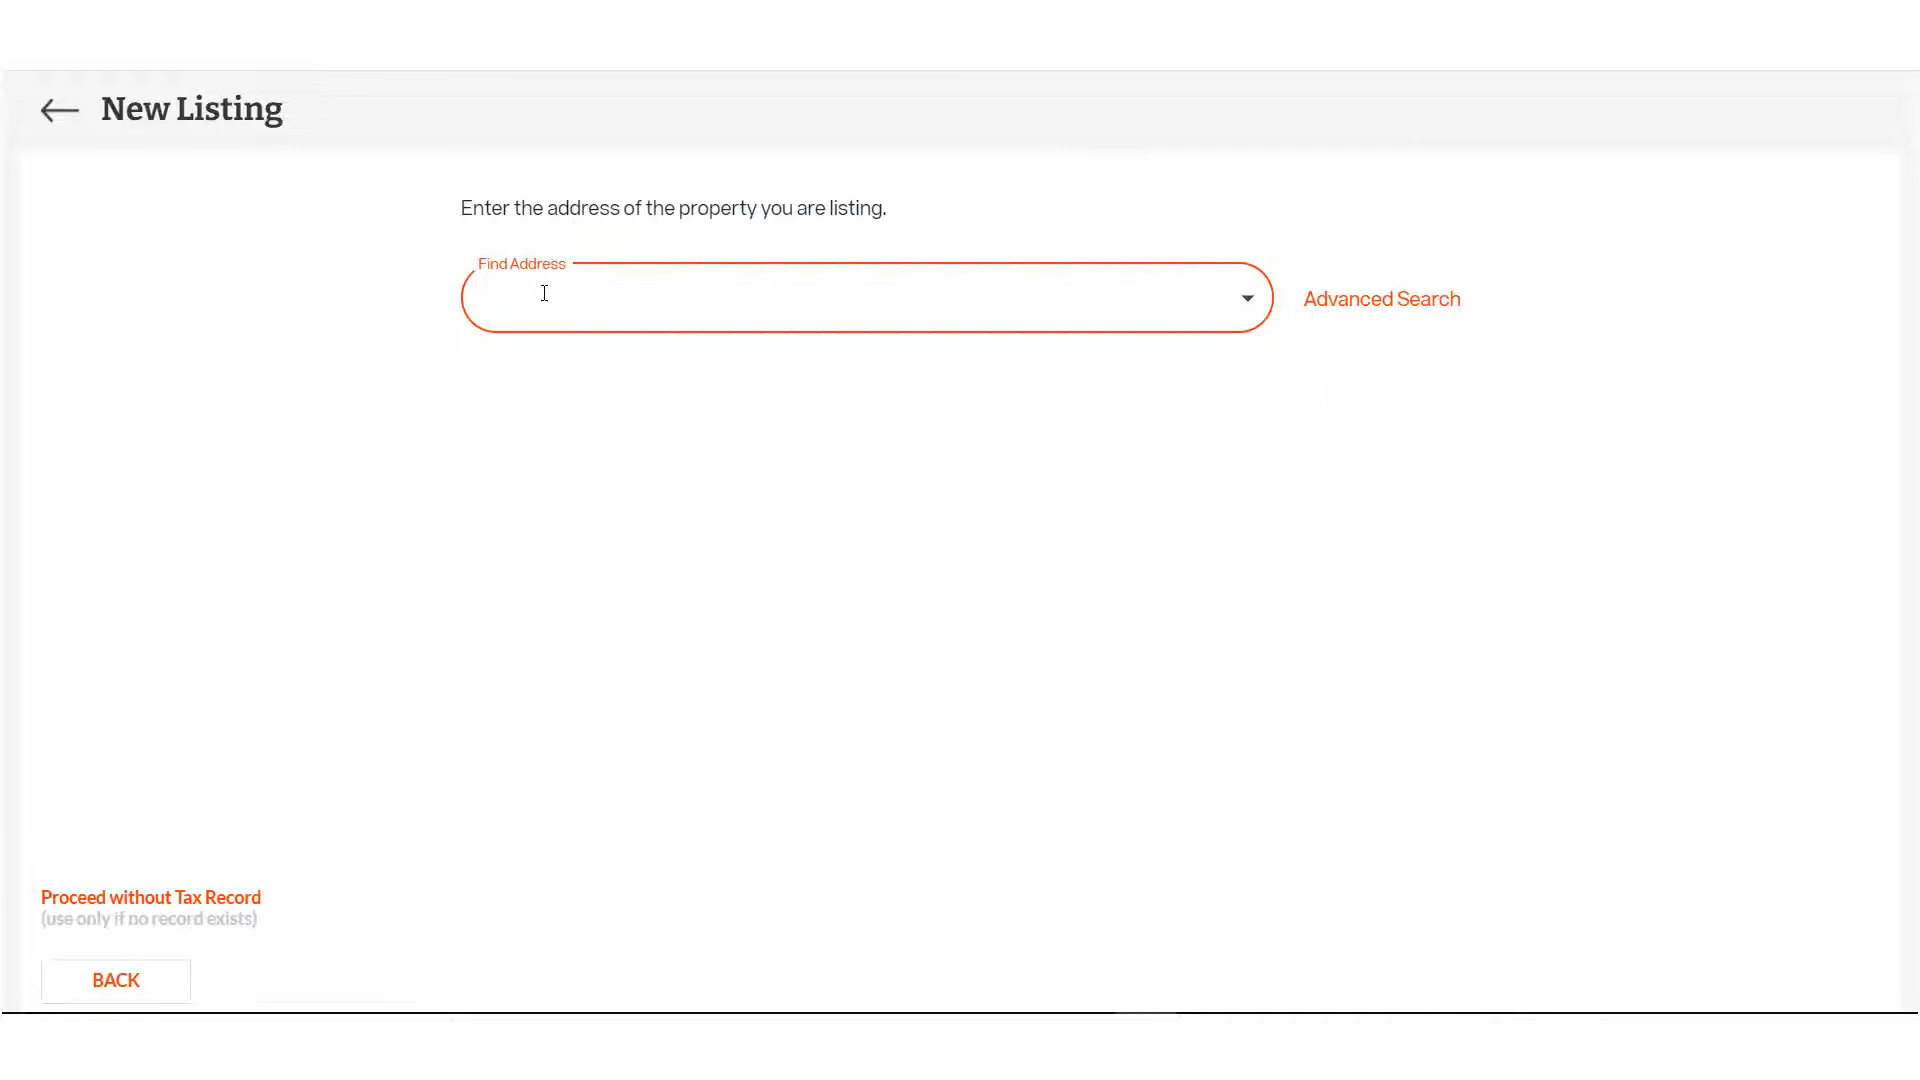 New Listing
Enter the address of the property you are listing.
Find Address
Advanced Search
Proceed without Tax Record
(use only if no record exists)
BACK